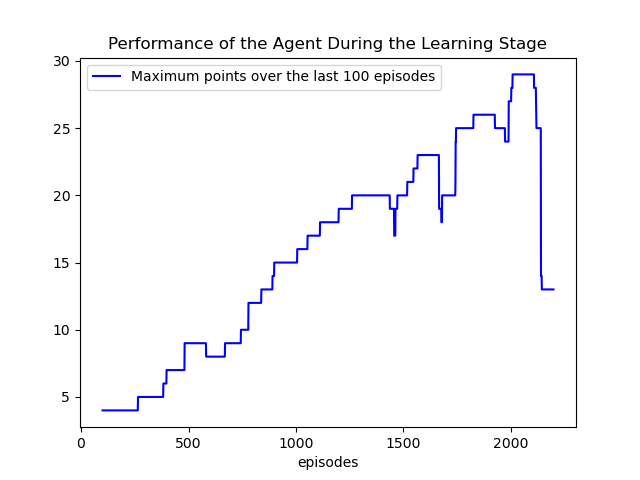 Performance of the Agent During the Learning Stage
Maximum points over the last 100 episodes
30
25
20
15
10
5
0 500 1000 1500 2000
episodes